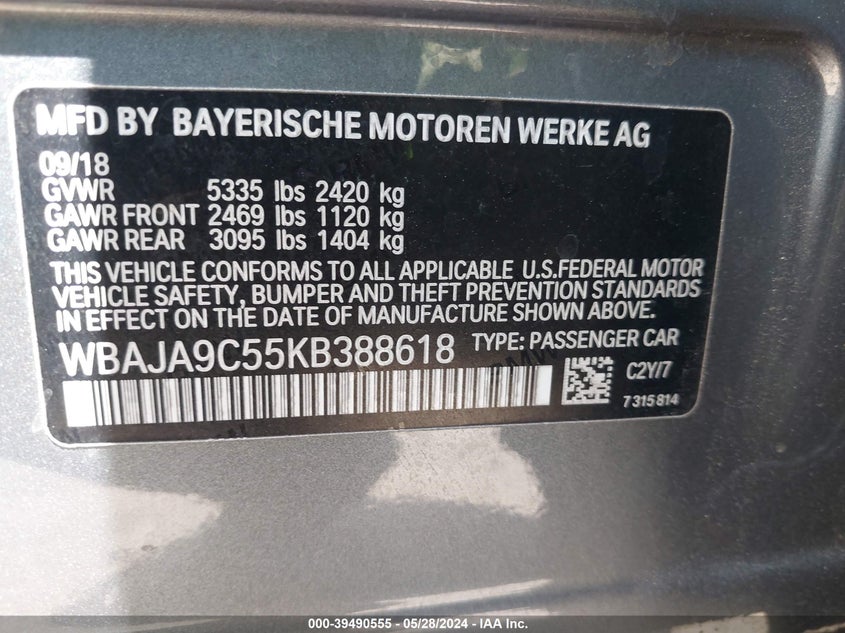 MFD BY BAYERISCHE MOTOREN WERKE AG
09/18
GVWR 5335 lbs 2420 kg
GAWR FRONT 2469 lbs 1120 kg
GAWR REAR 3095 lbs 1404 kg
THIS VEHICLE CONFORMS TO ALL APPLICABLE U.S.FEDERAL MOTOR
VEHICLE SAFETY, BUMPER AND THEFT PREVENTION STANDARDS
IN EFFECT ON THE DATE OF MANUFACTURE SHOWN ABOVE.
WBAJA9C55KB388618 TYPE: PASSENGER CAR
C2Y/7
7315814
000-39490555 - 05/28/2024 - IAA Inc.